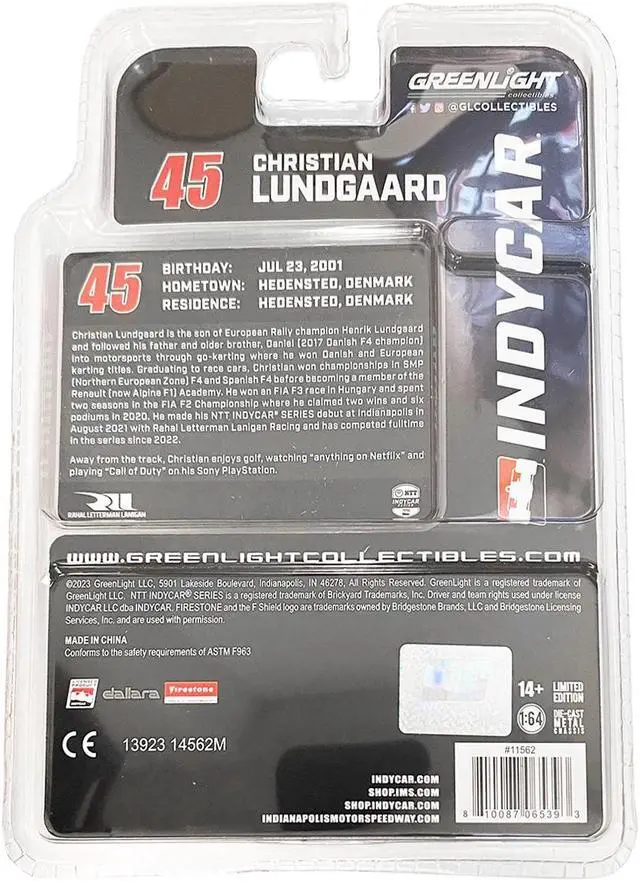 GREENLIGHT
collectibles
@GLCOLLECTIBLES
45 CHRISTIAN
LUNDGAARD
INDYCAR
45
BIRTHDAY: JUL 23, 2001
HOMETOWN: HEDENSTED, DENMARK
RESIDENCE: HEDENSTED, DENMARK
Christian Lundgaard is the son of European Rally champion Henrik Lundgaard
and followed his father and older brother, Daniel (2017 Danish F4 champion)
into motorsports through go-karting where he won Danish and European
karting titles. Graduating to race cars, Christian won championships in SMP
(Northern European Zone) F4 and Spanish F4 before becoming a member of the
Renault (now Alpine F1) Academy. He won an FIA F3 race in Hungary and spent
two seasons in the FIA F2 Championship where he claimed two wins and six
podiums in 2020. He made his NTT INDYCAR® SERIES debut at Indianapolis in
August 2021 with Rahal Letterman Lanigan Racing and has competed fulltime
in the series since 2022.
Away from the track, Christian enjoys golf, watching "anything on Netflix" and
playing "Call of Duty" on his Sony PlayStation.
RLL
RAHAL LETTERMAN LANIGAN
NTT
INDYCAR
SERIES
WWW.GREENLIGHTCOLLECTIBLES.COM
©2023 GreenLight LLC, 5901 Lakeside Boulevard, Indianapolis, IN 46278, All Rights Reserved. GreenLight is a registered trademark of
GreenLight LLC. NTT INDYCAR® SERIES is a registered trademark of Brickyard Trademarks, Inc. Driver and team rights used under license
INDYCAR LLC dba INDYCAR. FIRESTONE and the F Shield logo are trademarks owned by Bridgestone Brands, LLC and Bridgestone Licensing
Services, Inc. and are used with permission.
MADE IN CHINA
Conforms to the safety requirements of ASTM F963
LICENSED
PRODUCT
INDYCAR
dallara
Firestone
14+ LIMITED
EDITION
1:64 DIE-CAST
METAL
CHASSIS
CE 13923 14562M
#11562
INDYCAR.COM
SHOP.IMS.COM
SHOP.INDYCAR.COM
INDIANAPOLISMOTORSPEEDWAY.COM
8 10087 06539 3